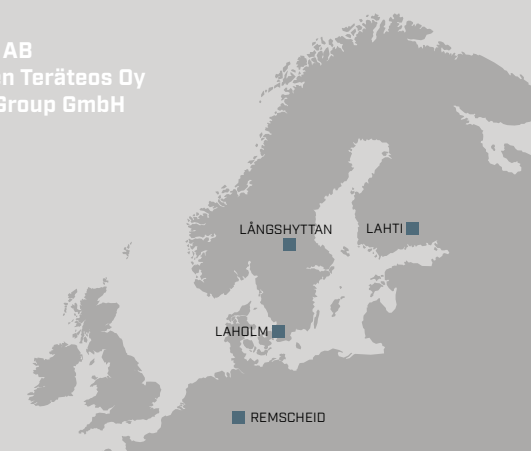 AB
n Teräteos Oy
Group GmbH
LÅNGSHYTTAN
LAHTI
LAHOLM
REMSCHEID